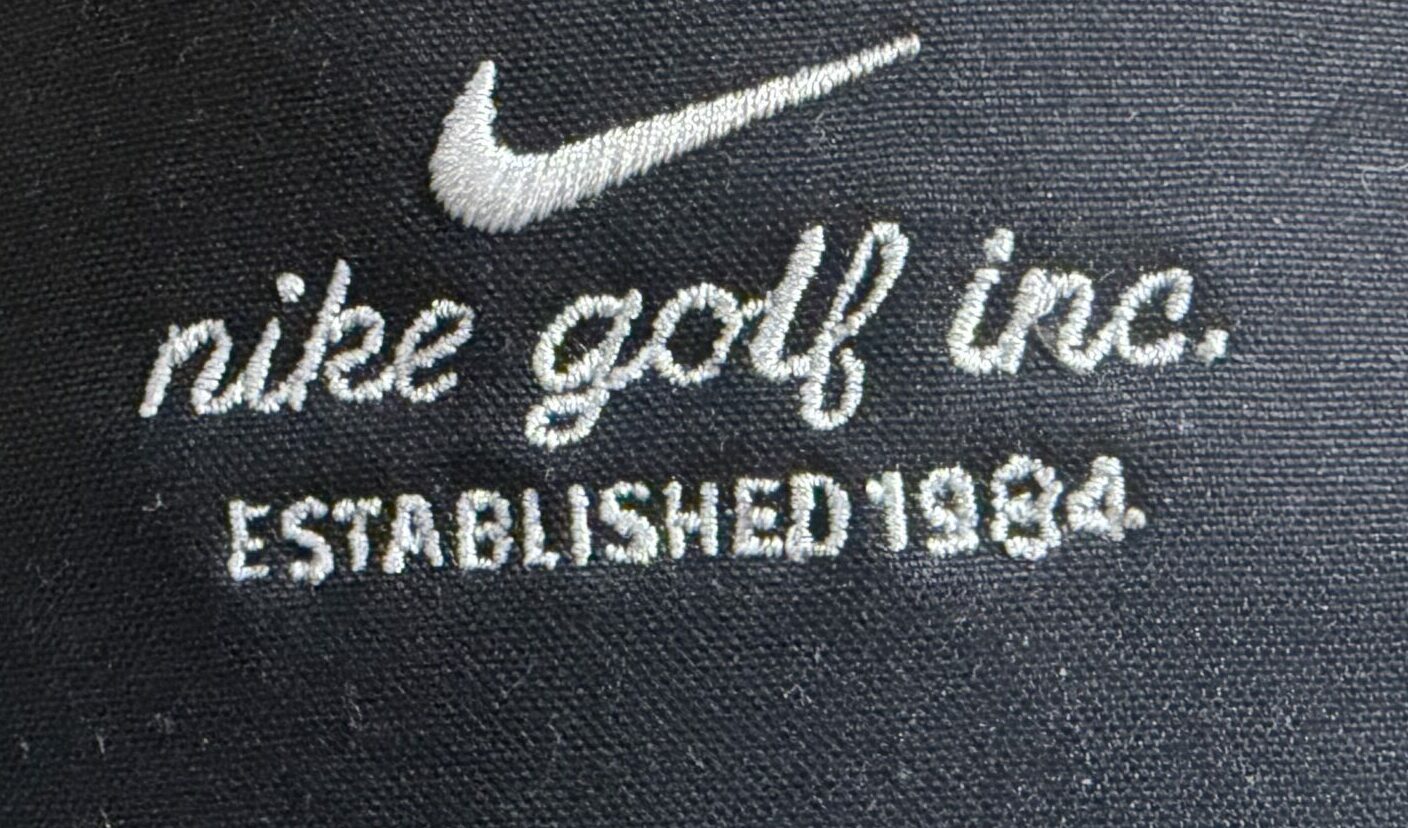 nike golf inc.
ESTABLISHED 1984.